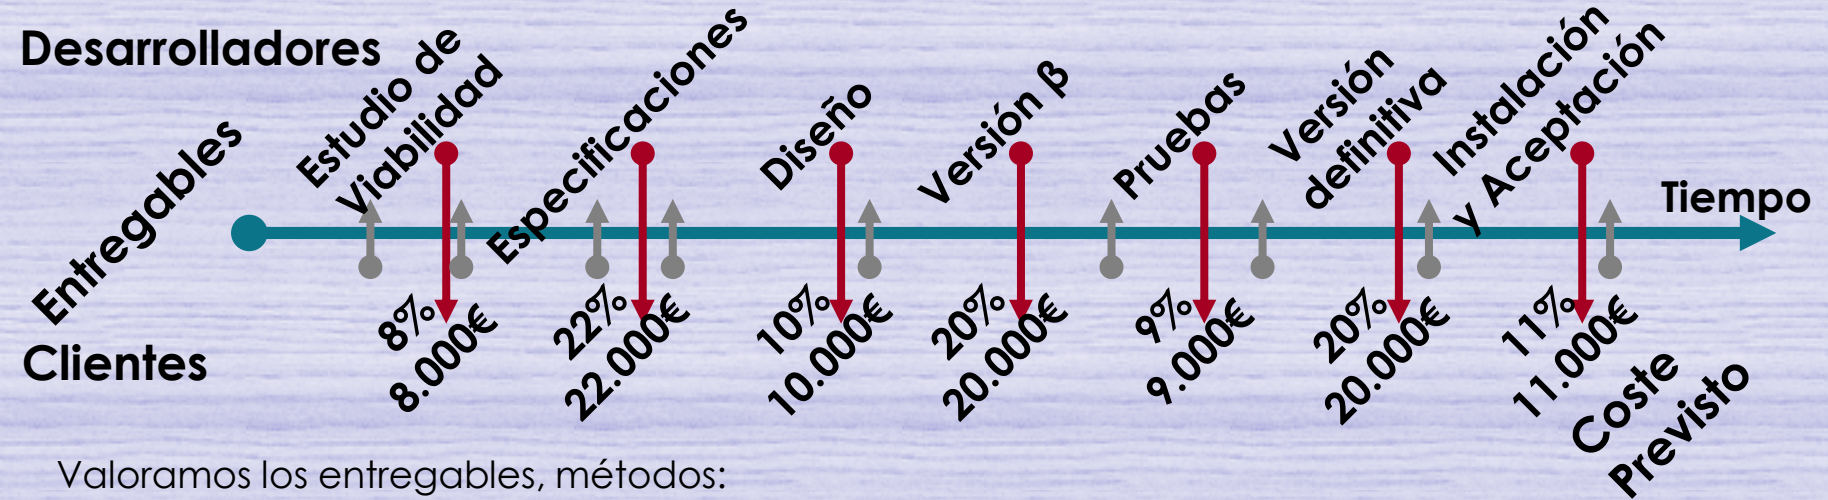 Desarrolladores
Entregables
Estudio de
Viabilidad
Especificaciones
Diseño
Versión β
Pruebas
Versión
definitiva
Instalación
y Aceptación
Tiempo
Clientes
8%
8.000€
22%
22.000€
10%
10.000€
20%
20.000€
9%
9.000€
20%
20.000€
11%
11.000€
Coste
Previsto
Valoramos los entregables, métodos: